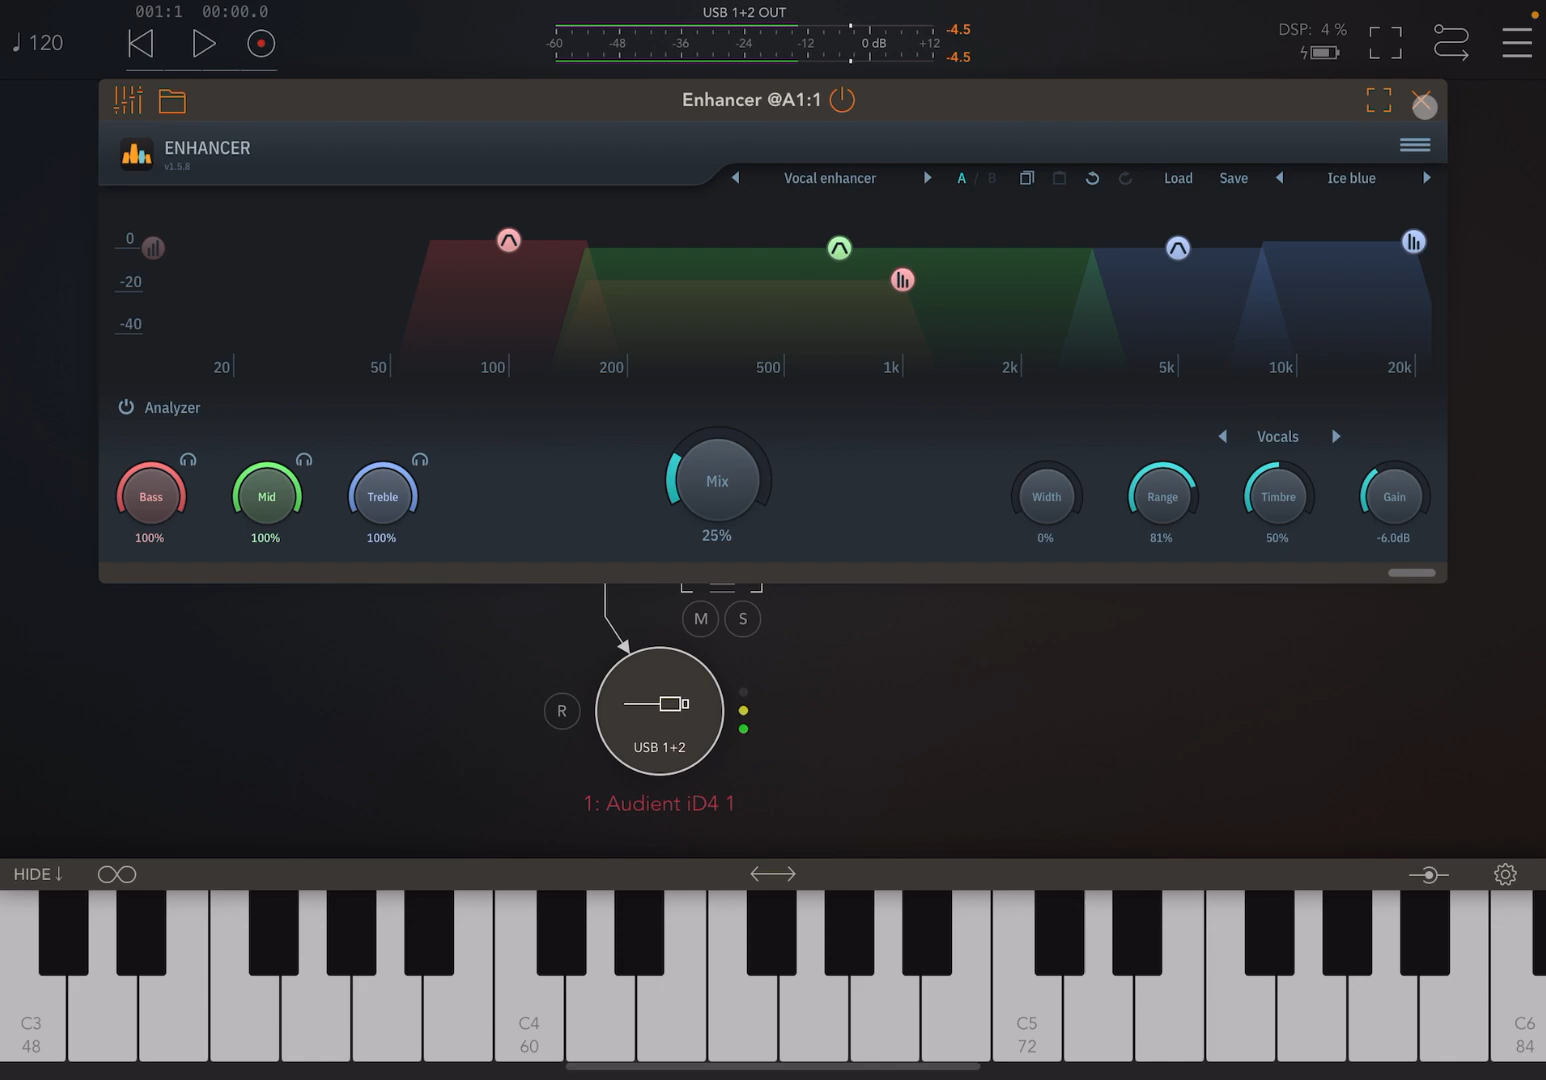 001:1 00:00.0
♩ 120
USB 1+2 OUT
-60 -48 -36 -24 -12 0 dB +12
-4.5
-4.5
DSP: 4 %
Enhancer @A1:1
ENHANCER
v1.5.8
Vocal enhancer A / B Load Save Ice blue
0
-20
-40
20 50 100 200 500 1k 2k 5k 10k 20k
Analyzer
Vocals
Bass Mid Treble Mix Width Range Timbre Gain
100% 100% 100% 25% 0% 81% 50% -6.0dB
M S
R
USB 1+2
1: Audient iD4 1
HIDE↓
C3 C4 C5 C6
48 60 72 84